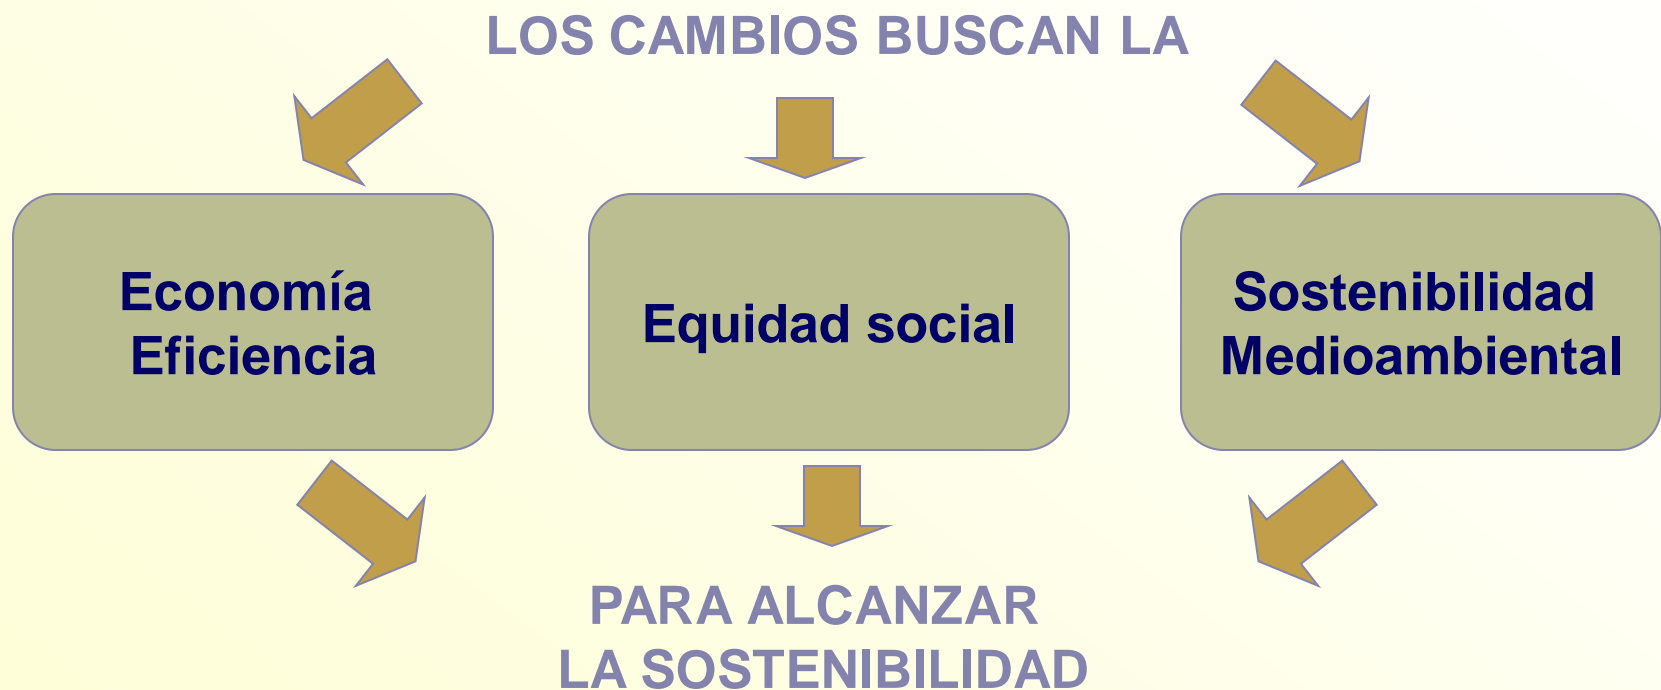 LOS CAMBIOS BUSCAN LA
Economía
Eficiencia
Equidad social
Sostenibilidad
Medioambiental
PARA ALCANZAR
LA SOSTENIBILIDAD